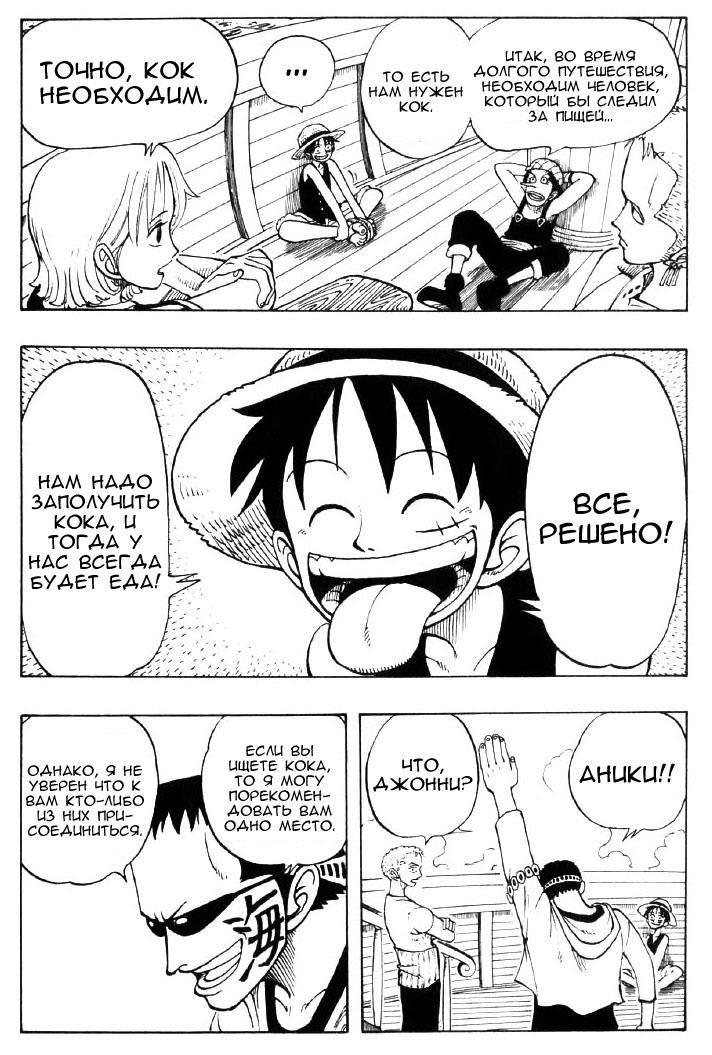 ИТАК, ВО ВРЕМЯ
ДОЛГОГО ПУТЕШЕСТВИЯ,
НЕОБХОДИМ ЧЕЛОВЕК,
КОТОРЫЙ БЫ СЛЕДИЛ
ЗА ПИЩЕЙ...
ТО ЕСТЬ
НАМ НУЖЕН
КОК.
...
ТОЧНО, КОК
НЕОБХОДИМ.
ВСЕ,
РЕШЕНО!
НАМ НАДО
ЗАПОЛУЧИТЬ
КОКА, И
ТОГДА У
НАС ВСЕГДА
БУДЕТ ЕДА!
АНИКИ!!
ЧТО,
ДЖОННИ?
ЕСЛИ ВЫ
ИЩЕТЕ КОКА,
ТО Я МОГУ
ПОРЕКОМЕН-
ДОВАТЬ ВАМ
ОДНО МЕСТО.
ОДНАКО, Я НЕ
УВЕРЕН ЧТО К
ВАМ КТО-ЛИБО
ИЗ НИХ ПРИ-
СОЕДИНИТЬСЯ.
海